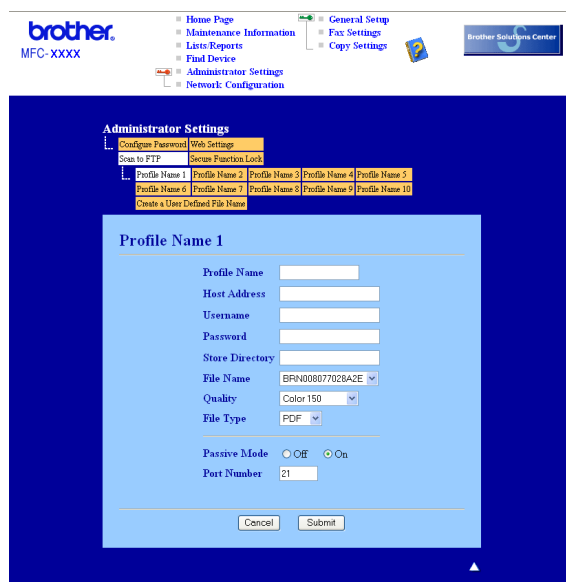 brother.
MFC-XXXX
Home Page
Maintenance Information
Lists/Reports
Find Device
Administrator Settings
Network Configuration
General Setup
Fax Settings
Copy Settings
Brother Solutions Center
Administrator Settings
Configure Password Web Settings
Scan to FTP Secure Function Lock
Profile Name 1 Profile Name 2 Profile Name 3 Profile Name 4 Profile Name 5
Profile Name 6 Profile Name 7 Profile Name 8 Profile Name 9 Profile Name 10
Create a User Defined File Name
Profile Name 1
Profile Name
Host Address
Username
Password
Store Directory
File Name BRN008077028A2E
Quality Color 150
File Type PDF
Passive Mode Off On
Port Number 21
Cancel Submit